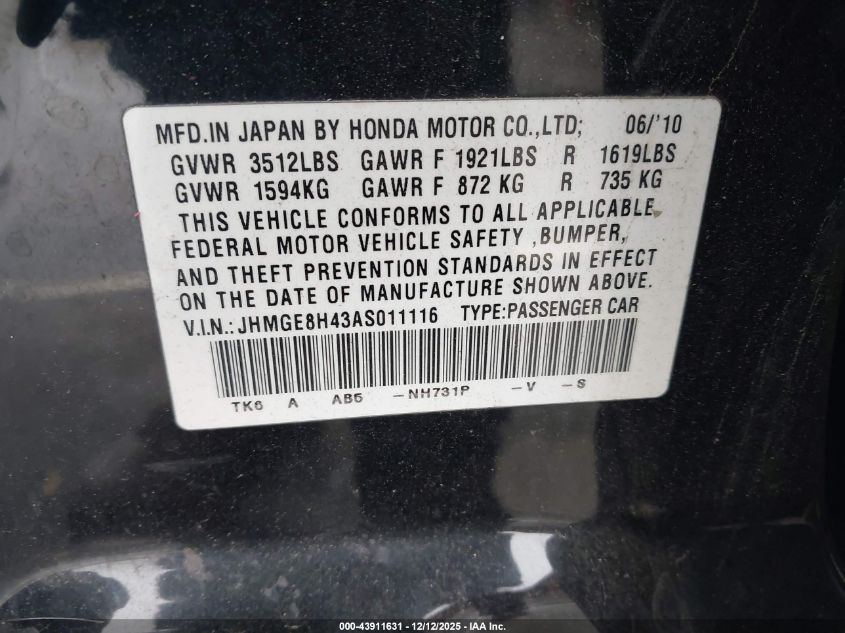 MFD.IN JAPAN BY HONDA MOTOR CO.,LTD; 06/'10
GVWR 3512LBS GAWR F 1921LBS R 1619LBS
GVWR 1594KG GAWR F 872 KG R 735 KG
THIS VEHICLE CONFORMS TO ALL APPLICABLE
FEDERAL MOTOR VEHICLE SAFETY ,BUMPER,
AND THEFT PREVENTION STANDARDS IN EFFECT
ON THE DATE OF MANUFACTURE SHOWN ABOVE.
V.I.N.:JHMGE8H43AS011116 TYPE:PASSENGER CAR
TK6 A AB5 -NH731P -V -S
000-43911631 - 12/12/2025 - IAA Inc.